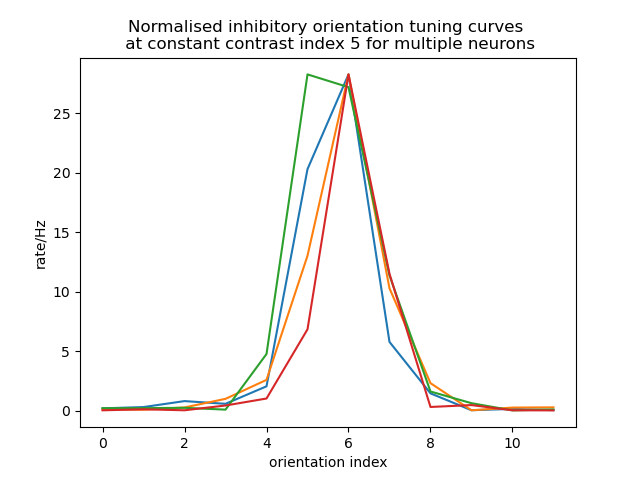 Normalised inhibitory orientation tuning curves
at constant contrast index 5 for multiple neurons
25
20
15
10
5
0
rate/Hz
0 2 4 6 8 10
orientation index